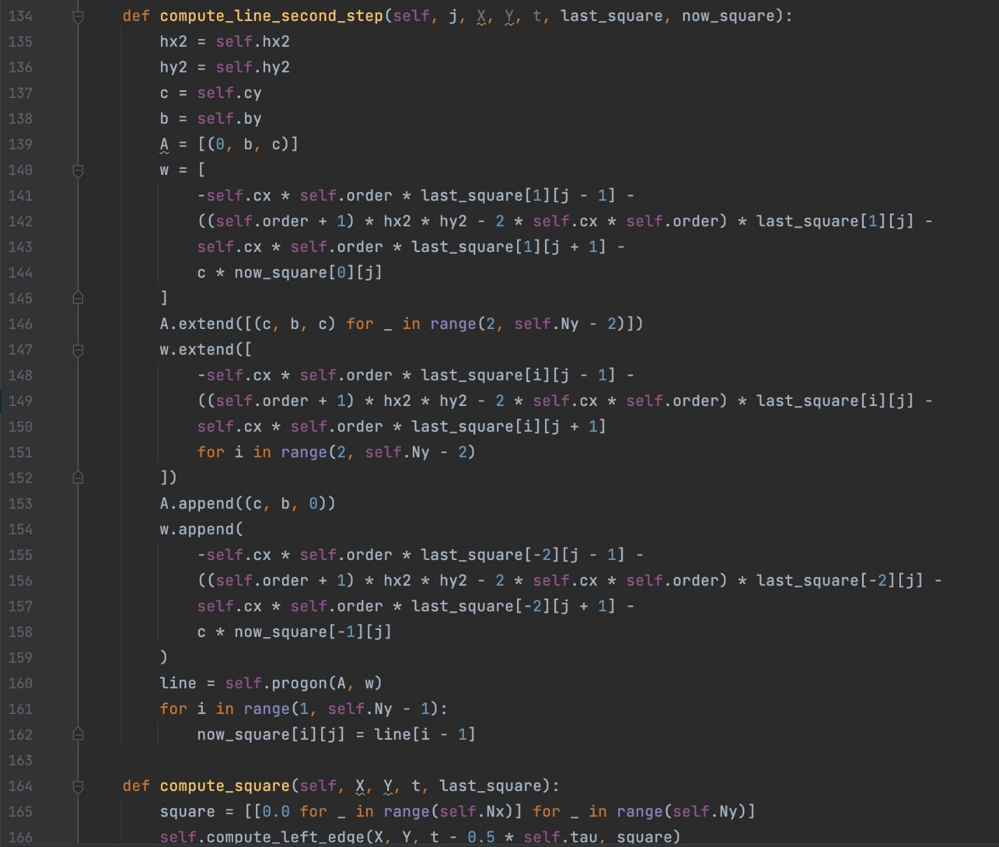 134 def compute_line_second_step(self, j, X, Y, t, last_square, now_square):
135 hx2 = self.hx2
136 hy2 = self.hy2
137 c = self.cy
138 b = self.by
139 A = [(0, b, c)]
140 w = [
141 -self.cx * self.order * last_square[1][j - 1] -
142 ((self.order + 1) * hx2 * hy2 - 2 * self.cx * self.order) * last_square[1][j] -
143 self.cx * self.order * last_square[1][j + 1] -
144 c * now_square[0][j]
145 ]
146 A.extend([(c, b, c) for _ in range(2, self.Ny - 2)])
147 w.extend([
148 -self.cx * self.order * last_square[i][j - 1] -
149 ((self.order + 1) * hx2 * hy2 - 2 * self.cx * self.order) * last_square[i][j] -
150 self.cx * self.order * last_square[i][j + 1]
151 for i in range(2, self.Ny - 2)
152 ])
153 A.append((c, b, 0))
154 w.append(
155 -self.cx * self.order * last_square[-2][j - 1] -
156 ((self.order + 1) * hx2 * hy2 - 2 * self.cx * self.order) * last_square[-2][j] -
157 self.cx * self.order * last_square[-2][j + 1] -
158 c * now_square[-1][j]
159 )
160 line = self.progon(A, w)
161 for i in range(1, self.Ny - 1):
162 now_square[i][j] = line[i - 1]
163
164 def compute_square(self, X, Y, t, last_square):
165 square = [[0.0 for _ in range(self.Nx)] for _ in range(self.Ny)]
166 self.compute_left_edge(X, Y, t - 0.5 * self.tau, square)